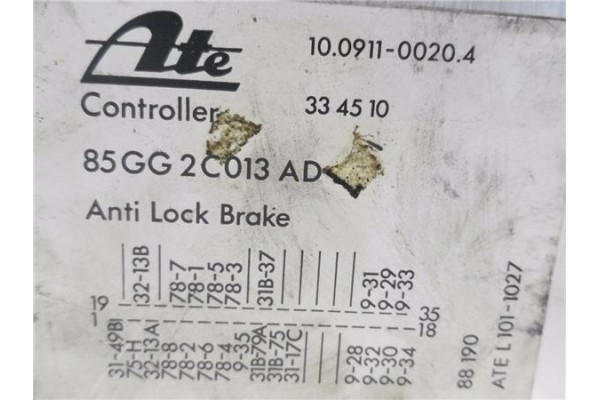 Ate
10.0911-0020.4
Controller 33 45 10
85GG 2C013 AD
Anti Lock Brake
32-13B 78-7 78-1 78-5 78-3 31B-37 9-31 9-29 9-33
19 35
1 18
31-49B 75-H 32-13A 78-8 78-2 78-6 78-4 9-35 31B-79A 31B-75 31-17C 9-28 9-32 9-30 9-34
88190
ATE L 101-1027